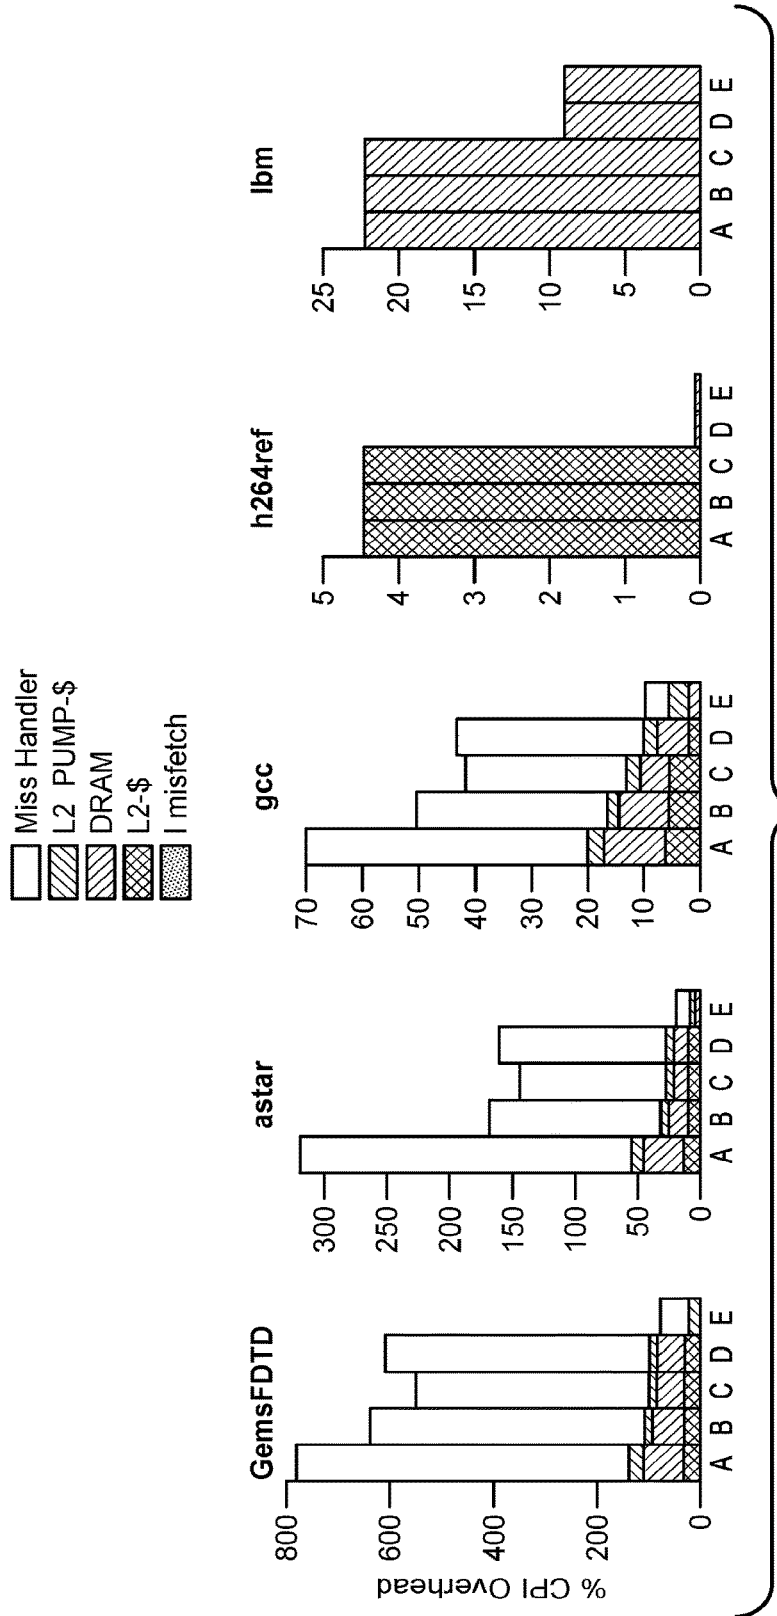 Miss Handler
L2 PUMP-$
DRAM
L2-$
I misfetch
GemsFDTD
% CPI Overhead
800
600
400
200
0
A B C D E
astar
300
250
200
150
100
50
0
A B C D E
gcc
70
60
50
40
30
20
10
0
A B C D E
h264ref
5
4
3
2
1
0
A B C D E
lbm
25
20
15
10
5
0
A B C D E